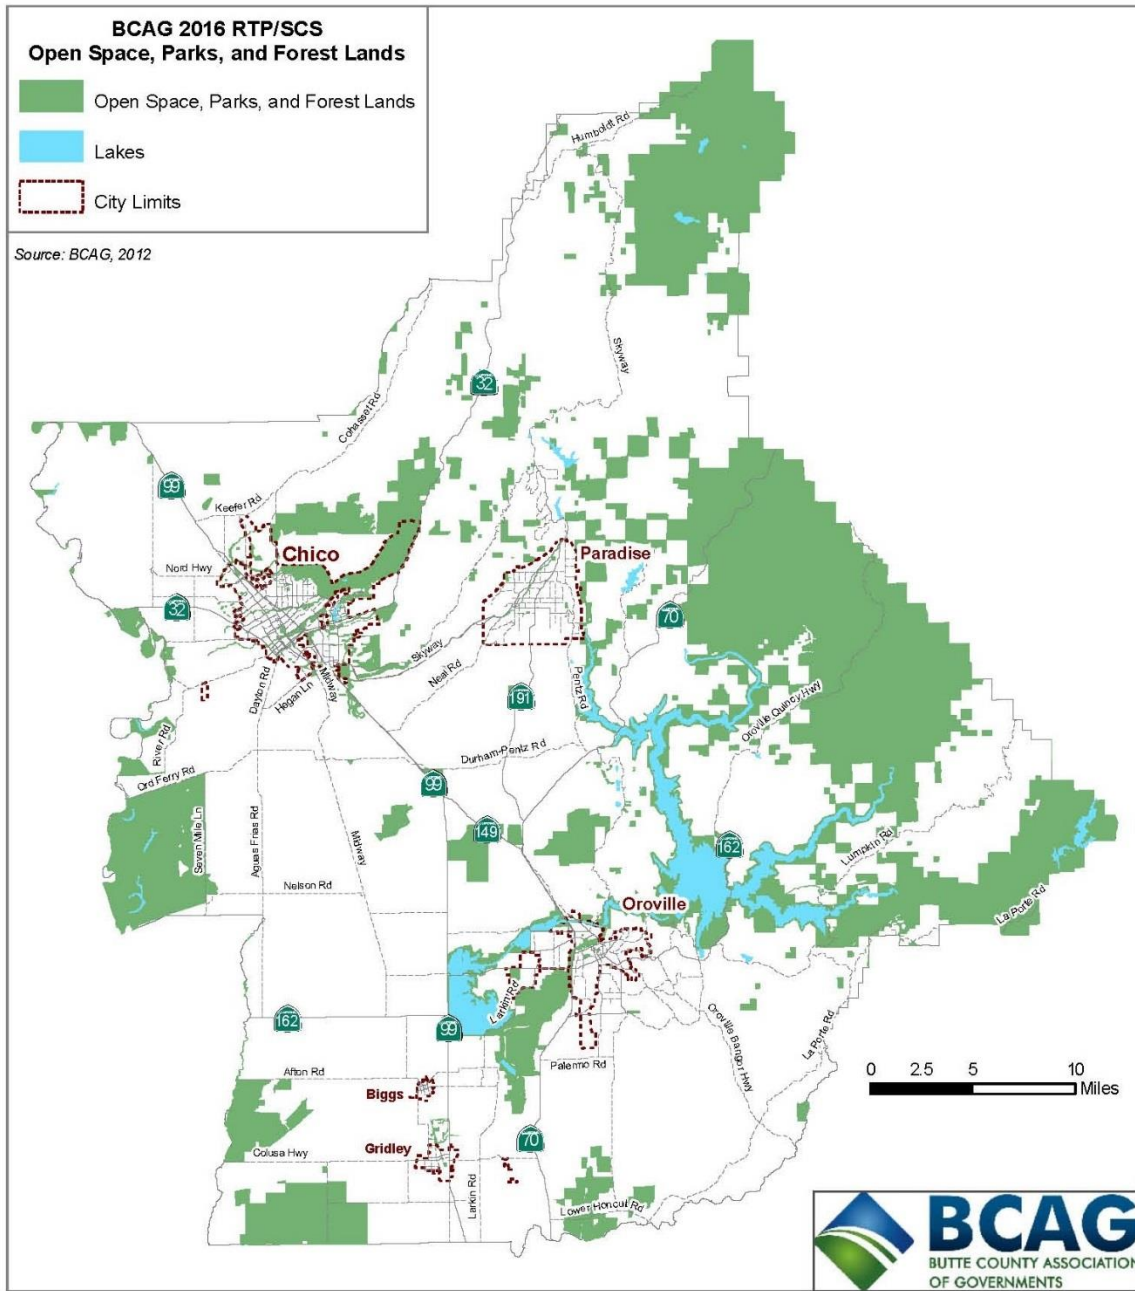 BCAG 2016 RTP/SCS
Open Space, Parks, and Forest Lands
Open Space, Parks, and Forest Lands
Lakes
City Limits
Source: BCAG, 2012
Humboldt Rd
Skyway
32
Cohasset Rd
99
Keefer Rd
Chico
Paradise
Nord Hwy
32
70
Skyway
Neal Rd
Pentz Rd
Midway
Dayton Rd
Hegan Ln
191
Oroville Quincy Hwy
River Rd
Durham-Pentz Rd
Ord Ferry Rd
99
149
162
Seven Mile Ln
Aguas Frias Rd
Midway
Lumpkin Rd
Nelson Rd
Oroville
La Porte Rd
Larkin Rd
162
99
Oroville Bangor Hwy
La Porte Rd
Palermo Rd
0 2.5 5 10
Miles
Afton Rd
Biggs
Gridley
70
Colusa Hwy
Larkin Rd
Lower Honcut Rd
BCAG
BUTTE COUNTY ASSOCIATION
OF GOVERNMENTS